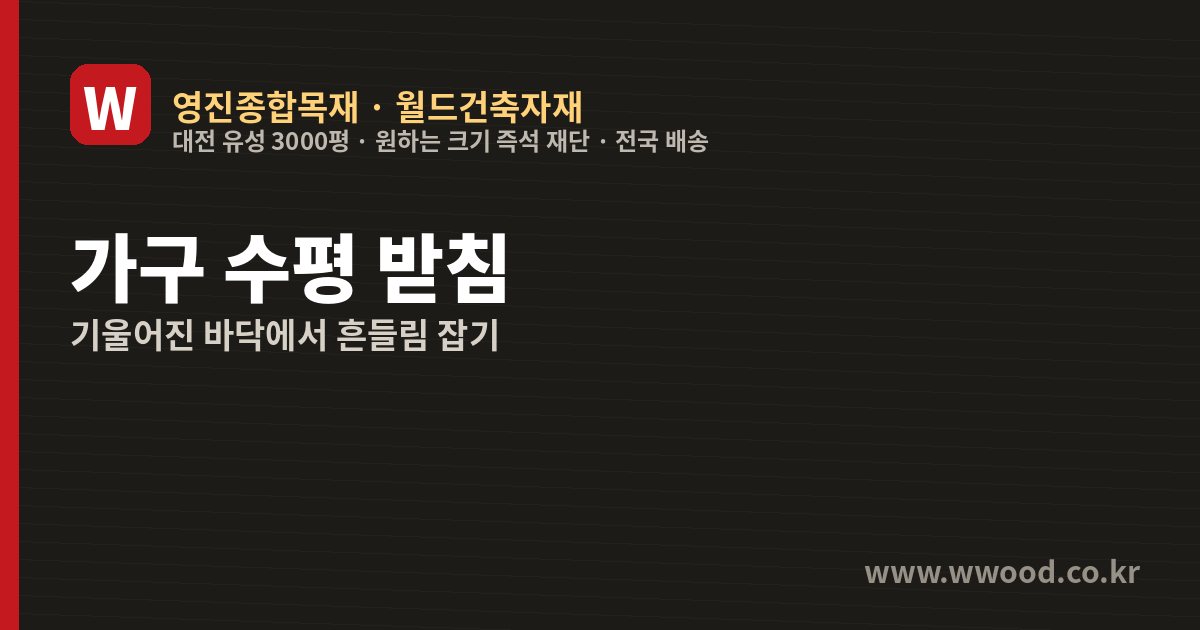 W
영진종합목재 · 월드건축자재
대전 유성 3000평 · 원하는 크기 즉석 재단 · 전국 배송
가구 수평 받침
기울어진 바닥에서 흔들림 잡기
www.wwood.co.kr